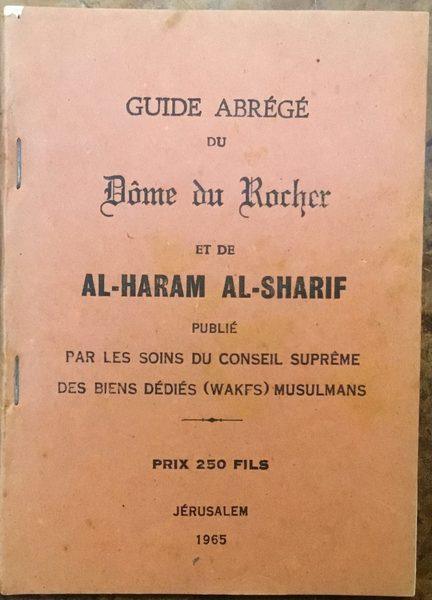 GUIDE ABRÉGÉ
DU
Dôme du Rocher
ET DE
AL-HARAM AL-SHARIF
PUBLIÉ
PAR LES SOINS DU CONSEIL SUPRÊME
DES BIENS DÉDIÉS (WAKFS) MUSULMANS
PRIX 250 FILS
JÉRUSALEM
1965